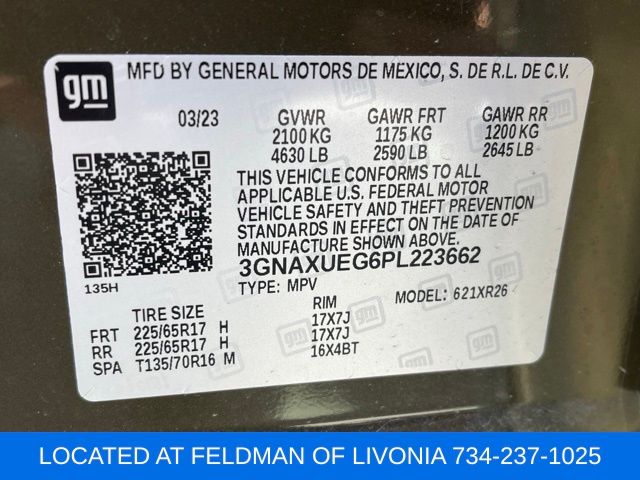 gm
MFD BY GENERAL MOTORS DE MEXICO, S. DE R.L. DE C.V.
03/23 GVWR GAWR FRT GAWR RR
2100 KG 1175 KG 1200 KG
4630 LB 2590 LB 2645 LB
THIS VEHICLE CONFORMS TO ALL
APPLICABLE U.S. FEDERAL MOTOR
VEHICLE SAFETY AND THEFT PREVENTION
STANDARDS IN EFFECT ON THE DATE OF
MANUFACTURE SHOWN ABOVE.
3GNAXUEG6PL223662
135H
TYPE: MPV MODEL: 621XR26
TIRE SIZE RIM
FRT 225/65R17 H 17X7J
RR 225/65R17 H 17X7J
SPA T135/70R16 M 16X4BT
LOCATED AT FELDMAN OF LIVONIA 734-237-1025